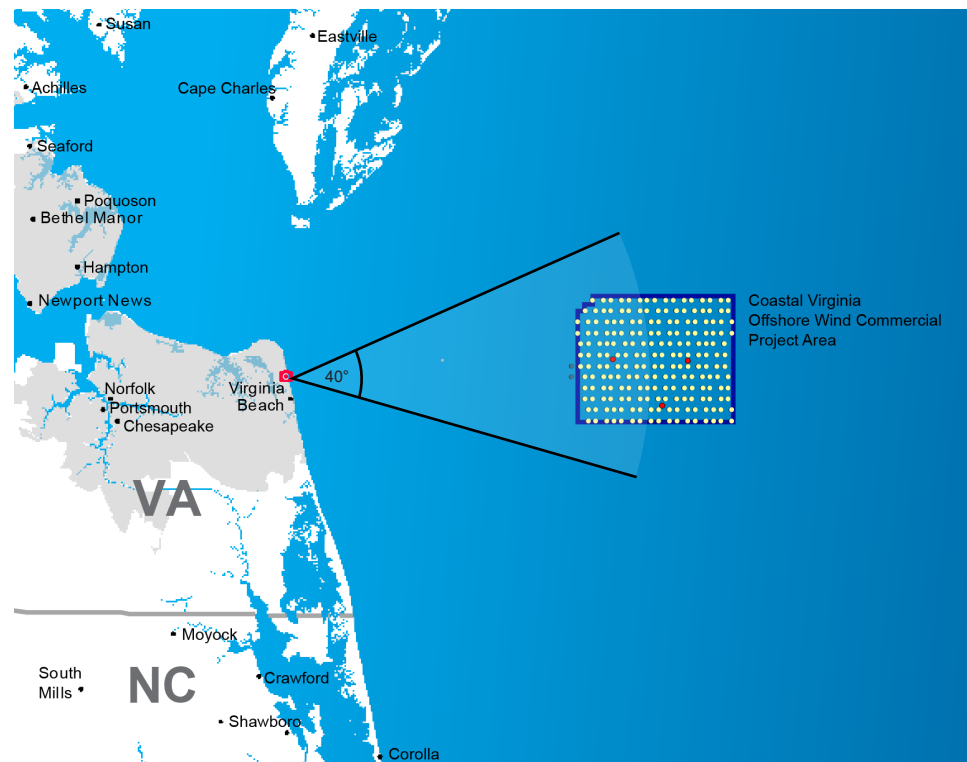 Susan
Eastville
Achilles
Cape Charles
Seaford
Poquoson
Bethel Manor
Hampton
Newport News
Coastal Virginia
Offshore Wind Commercial
Project Area
40°
Norfolk
Portsmouth
Chesapeake
Virginia
Beach
VA
Moyock
South
Mills
NC
Crawford
Shawboro
Corolla